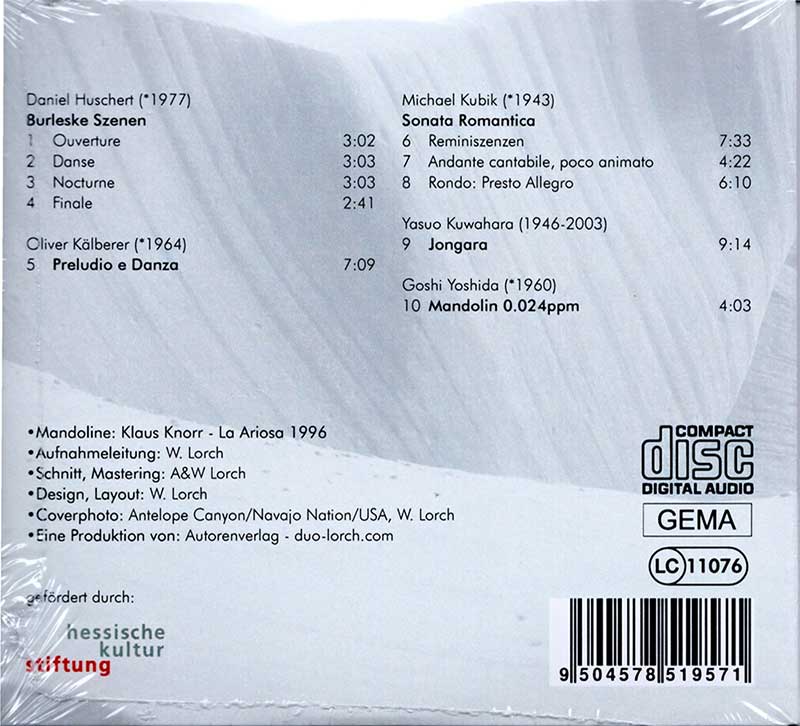 Daniel Huschert (*1977)
Burleske Szenen
1 Ouverture 3:02
2 Danse 3:03
3 Nocturne 3:03
4 Finale 2:41
Oliver Kälberer (*1964)
5 Preludio e Danza 7:09
Michael Kubik (*1943)
Sonata Romantica
6 Reminiszenzen 7:33
7 Andante cantabile, poco animato 4:22
8 Rondo: Presto Allegro 6:10
Yasuo Kuwahara (1946-2003)
9 Jongara 9:14
Goshi Yoshida (*1960)
10 Mandolin 0.024ppm 4:03
•Mandoline: Klaus Knorr - La Ariosa 1996
•Aufnahmeleitung: W. Lorch
•Schnitt, Mastering: A&W Lorch
•Design, Layout: W. Lorch
•Coverphoto: Antelope Canyon/Navajo Nation/USA, W. Lorch
•Eine Produktion von: Autorenverlag - duo-lorch.com
gefördert durch:
hessische
kultur
stiftung
COMPACT
disc
DIGITAL AUDIO
GEMA
LC 11076
9 504578 519571